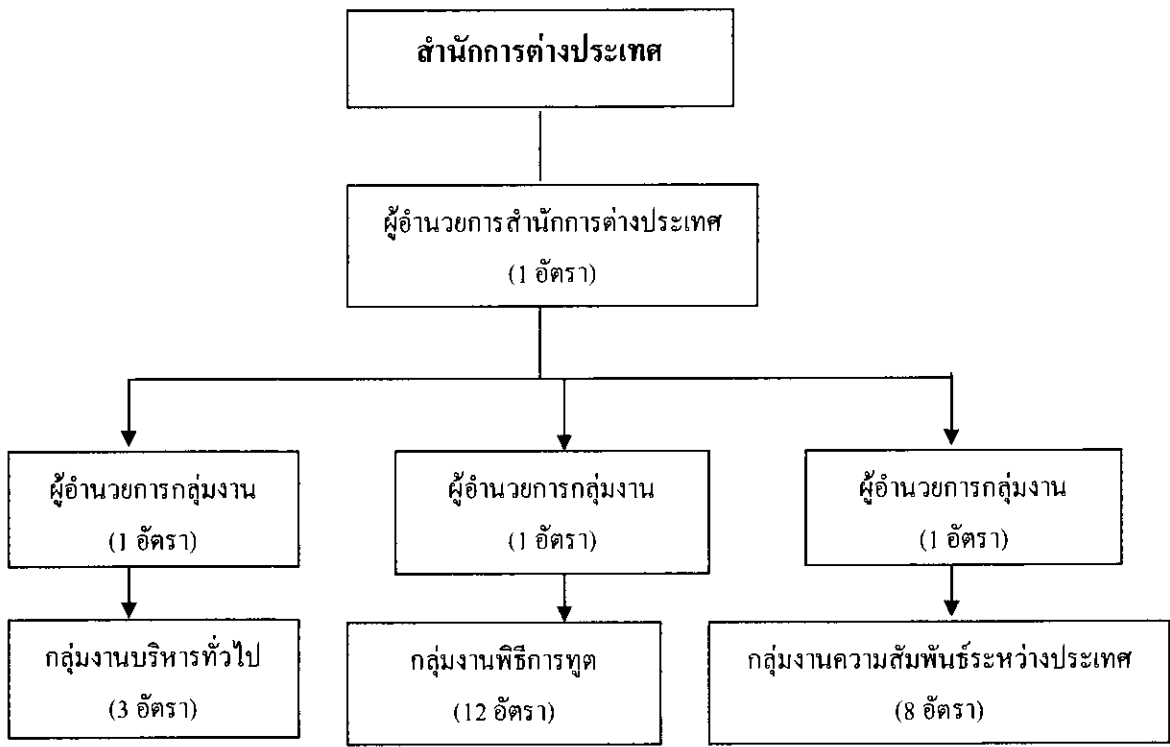 สำนักการต่างประเทศ
ผู้อำนวยการสำนักการต่างประเทศ
(1 อัตรา)
ผู้อำนวยการกลุ่มงาน
(1 อัตรา)
ผู้อำนวยการกลุ่มงาน
(1 อัตรา)
ผู้อำนวยการกลุ่มงาน
(1 อัตรา)
กลุ่มงานบริหารทั่วไป
(3 อัตรา)
กลุ่มงานพิธีการทูต
(12 อัตรา)
กลุ่มงานความสัมพันธ์ระหว่างประเทศ
(8 อัตรา)